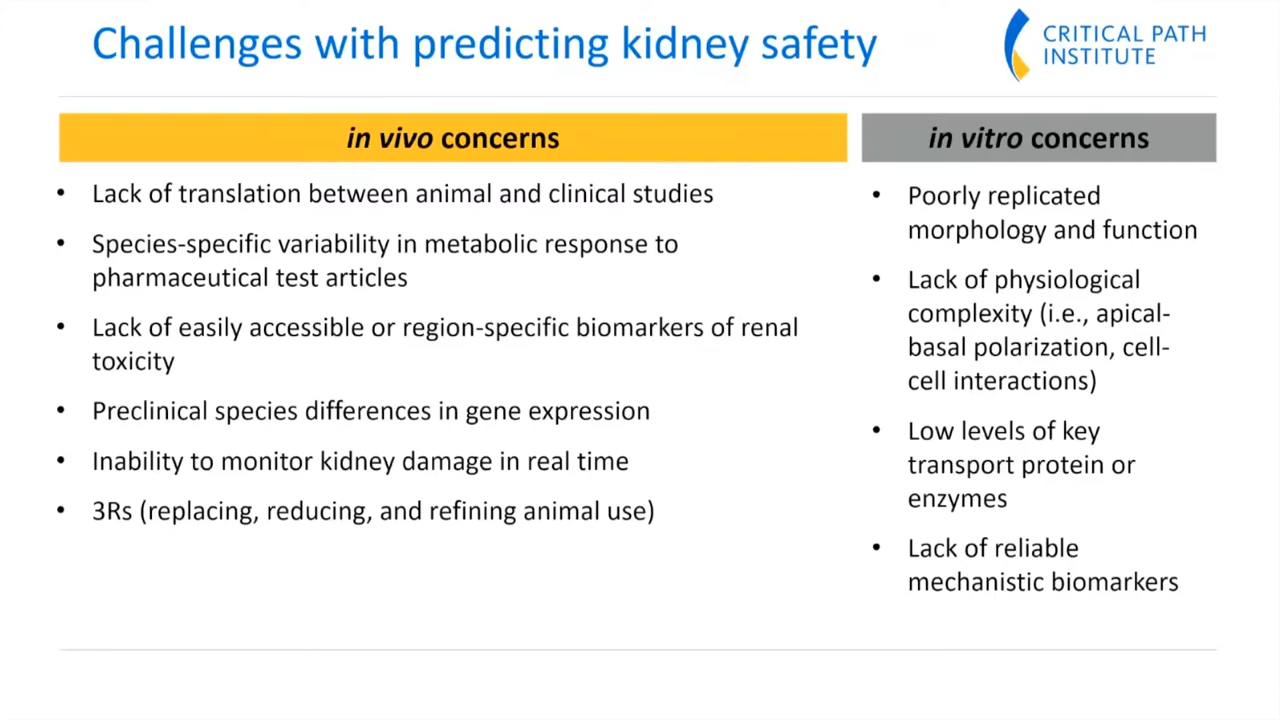 Challenges with predicting kidney safety
CRITICAL PATH
INSTITUTE
in vivo concerns
• Lack of translation between animal and clinical studies
• Species-specific variability in metabolic response to
pharmaceutical test articles
• Lack of easily accessible or region-specific biomarkers of renal
toxicity
• Preclinical species differences in gene expression
• Inability to monitor kidney damage in real time
• 3Rs (replacing, reducing, and refining animal use)
in vitro concerns
• Poorly replicated
morphology and function
• Lack of physiological
complexity (i.e., apical-
basal polarization, cell-
cell interactions)
• Low levels of key
transport protein or
enzymes
• Lack of reliable
mechanistic biomarkers